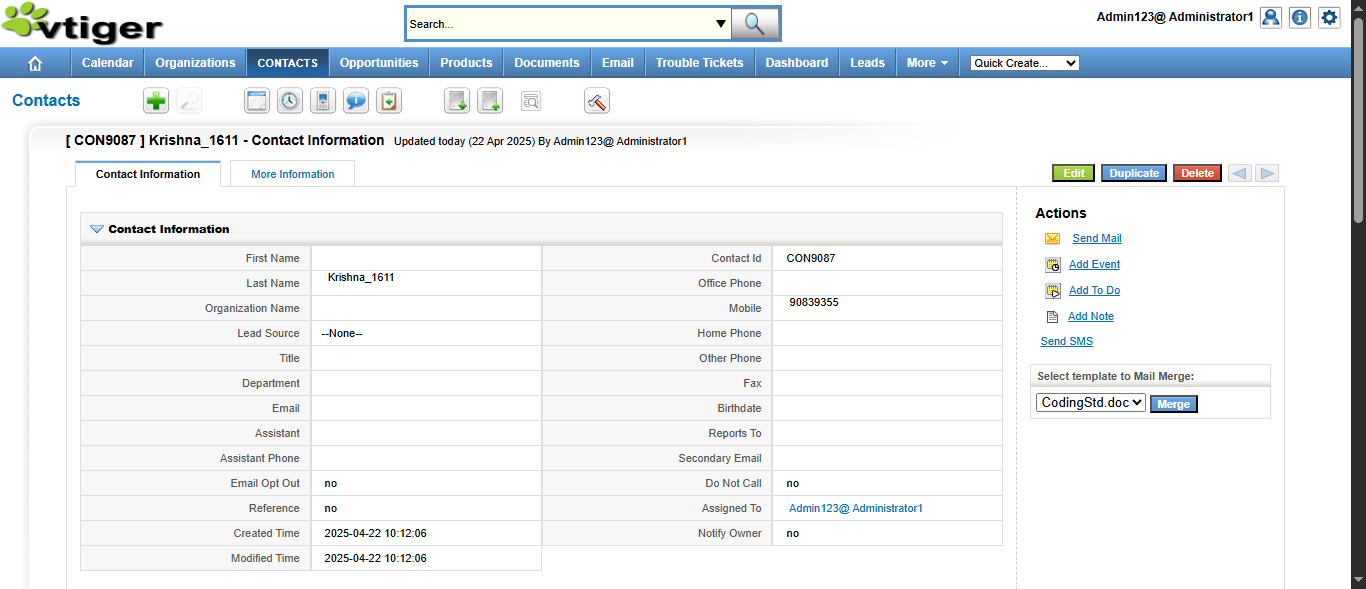 vtiger
Search...
Admin123@ Administrator1
Calendar Organizations CONTACTS Opportunities Products Documents Email Trouble Tickets Dashboard Leads More Quick Create...
Contacts
[ CON9087 ] Krishna_1611 - Contact Information Updated today (22 Apr 2025) By Admin123@ Administrator1
Contact Information More Information Edit Duplicate Delete
Contact Information
First Name Contact Id CON9087
Last Name Krishna_1611 Office Phone
Organization Name Mobile 90839355
Lead Source --None-- Home Phone
Title Other Phone
Department Fax
Email Birthdate
Assistant Reports To
Assistant Phone Secondary Email
Email Opt Out no Do Not Call no
Reference no Assigned To Admin123@ Administrator1
Created Time 2025-04-22 10:12:06 Notify Owner no
Modified Time 2025-04-22 10:12:06
Actions
Send Mail
Add Event
Add To Do
Add Note
Send SMS
Select template to Mail Merge:
CodingStd.doc Merge